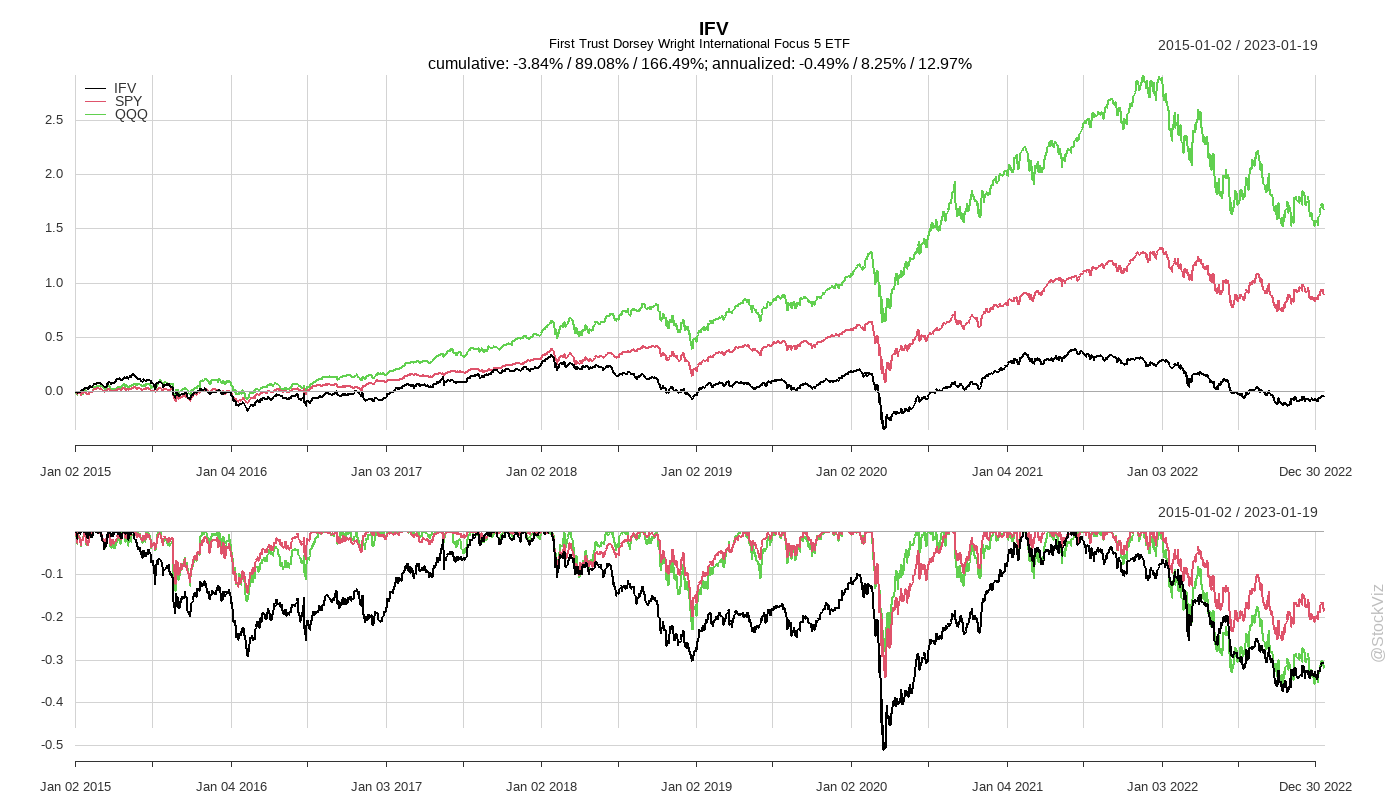 IFV
First Trust Dorsey Wright International Focus 5 ETF
2015-01-02 / 2023-01-19
cumulative: -3.84% / 89.08% / 166.49%; annualized: -0.49% / 8.25% / 12.97%
IFV
SPY
QQQ
2.5
2.0
1.5
1.0
0.5
0.0
Jan 02 2015 Jan 04 2016 Jan 03 2017 Jan 02 2018 Jan 02 2019 Jan 02 2020 Jan 04 2021 Jan 03 2022 Dec 30 2022
2015-01-02 / 2023-01-19
-0.1
-0.2
-0.3
-0.4
-0.5
Jan 02 2015 Jan 04 2016 Jan 03 2017 Jan 02 2018 Jan 02 2019 Jan 02 2020 Jan 04 2021 Jan 03 2022 Dec 30 2022
@StockViz